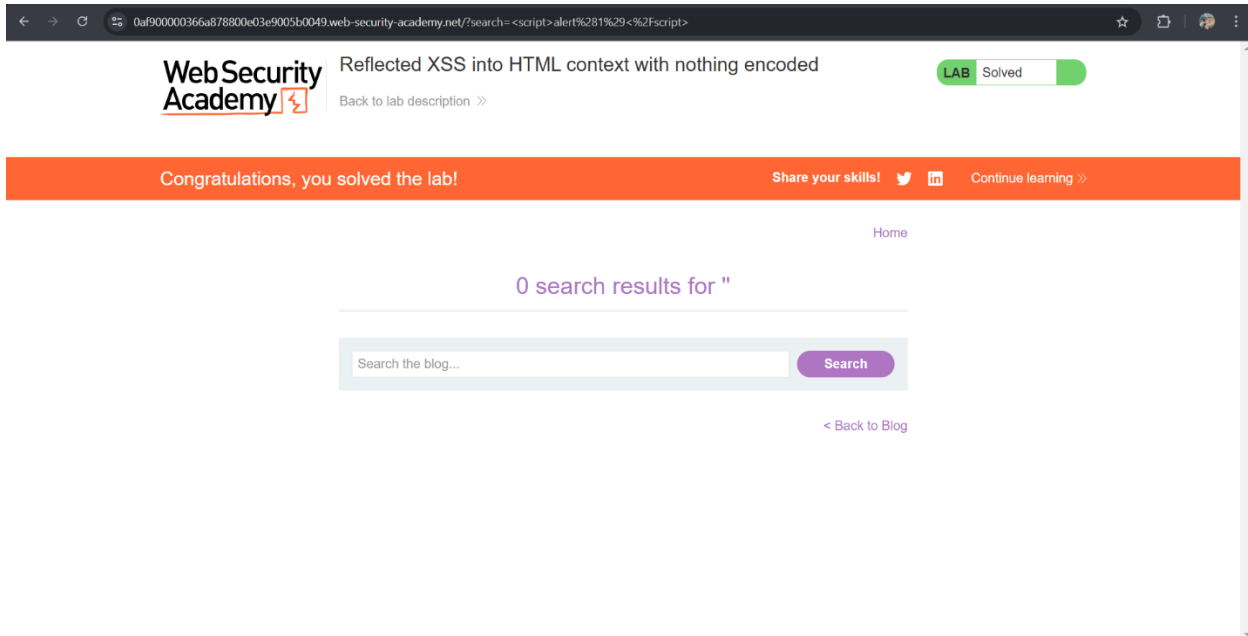 0af900000366a878800e03e9005b0049.web-security-academy.net/?search=<script>alert%281%29<%2Fscript>
Web Security
Academy
Reflected XSS into HTML context with nothing encoded
Back to lab description
LAB Solved
Congratulations, you solved the lab!
Share your skills!
Continue learning
Home
0 search results for "
Search the blog...
Search
< Back to Blog